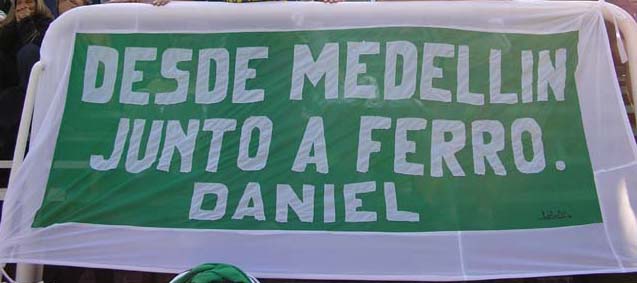 DESDE MEDELLIN
JUNTO A FERRO.
DANIEL